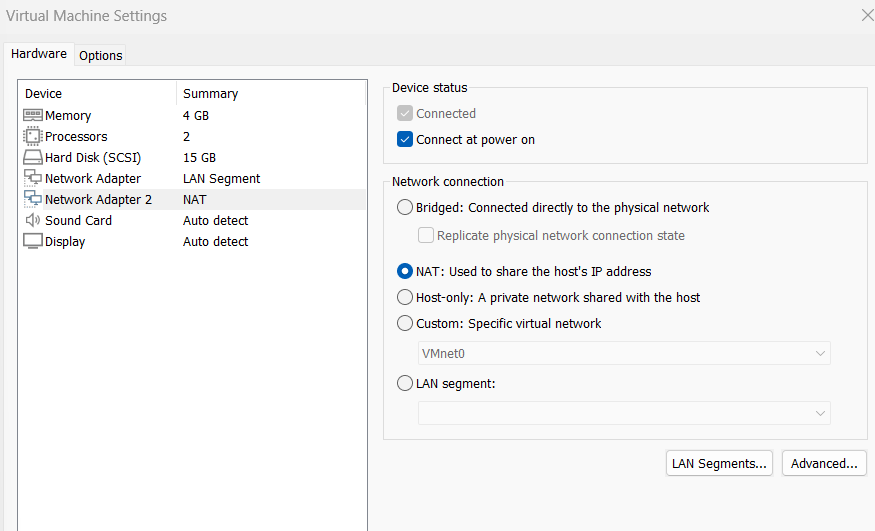 Virtual Machine Settings
Hardware Options
Device Summary
Memory 4 GB
Processors 2
Hard Disk (SCSI) 15 GB
Network Adapter LAN Segment
Network Adapter 2 NAT
Sound Card Auto detect
Display Auto detect
Device status
Connected
Connect at power on
Network connection
Bridged: Connected directly to the physical network
Replicate physical network connection state
NAT: Used to share the host's IP address
Host-only: A private network shared with the host
Custom: Specific virtual network
VMnet0
LAN segment:
LAN Segments... Advanced...